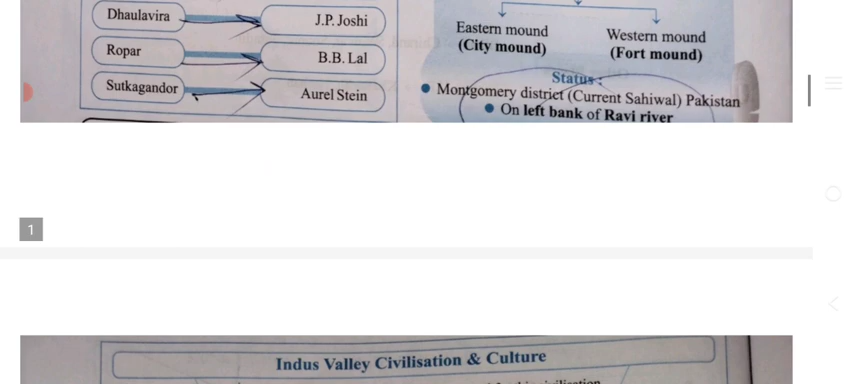 Dhaulavira J.P. Joshi
Ropar B.B. Lal
Sutkagandor Aurel Stein
Eastern mound
(City mound)
Western mound
(Fort mound)
Status :
● Montgomery district (Current Sahiwal) Pakistan
● On left bank of Ravi river
1
Indus Valley Civilisation & Culture